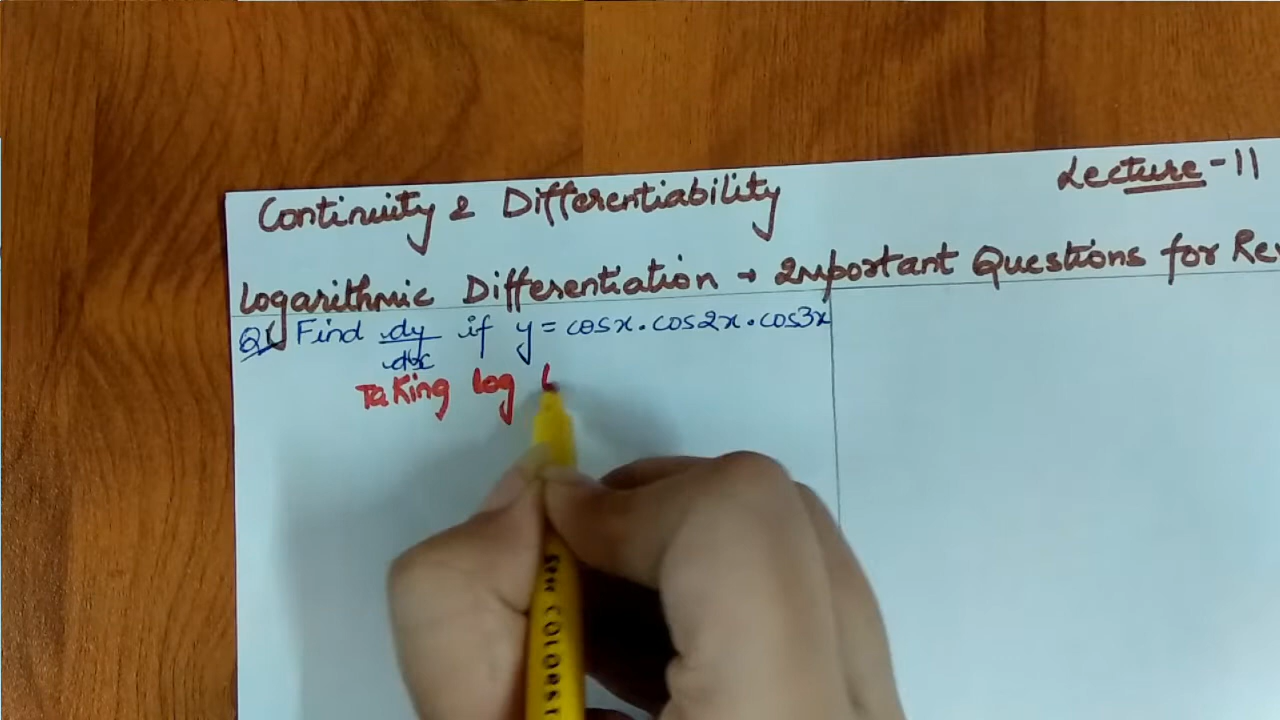 Lecture-11
Continuity & Differentiability
Logarithmic Differentiation → Important Questions for Re
Q1 Find dy/dx if y = cosx.cos2x.cos3x
Taking log